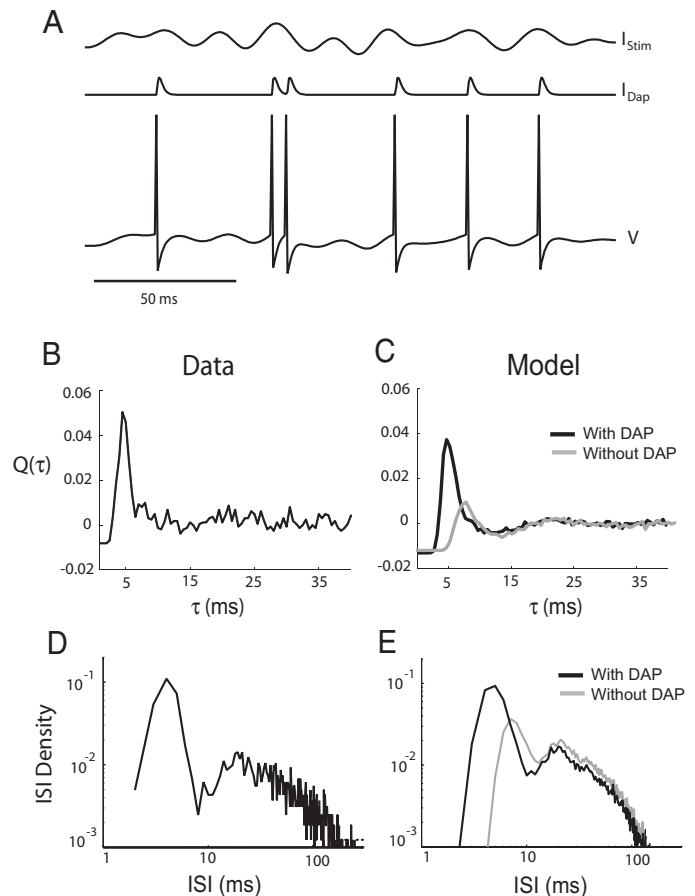 A
I_Stim
I_Dap
V
50 ms
B Data
0.06
0.04
Q(τ)
0.02
0
-0.02
5 15 25 35
τ (ms)
C Model
0.06
0.04
0.02
0
-0.02
With DAP
Without DAP
5 15 25 35
τ (ms)
D
10^-1
ISI Density
10^-2
10^-3
1 10 100
ISI (ms)
E
10^-1
10^-2
10^-3
With DAP
Without DAP
1 10 100
ISI (ms)